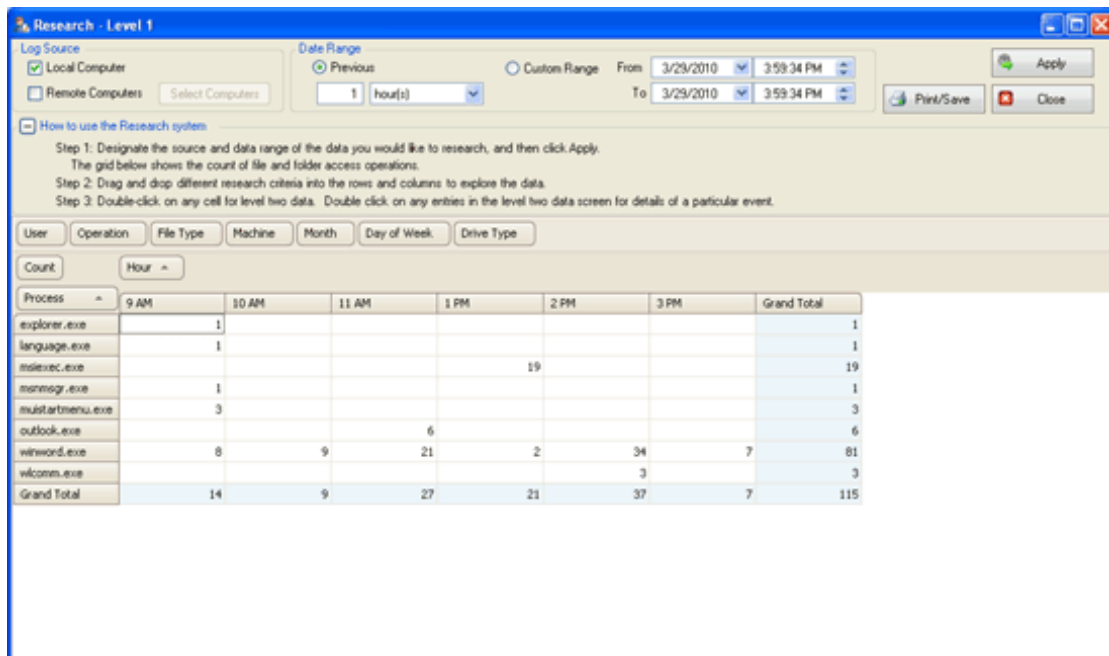 Research - Level 1
Log Source
Date Range
Local Computer
Previous
Custom Range From 3/29/2010 3:59:34 PM
Apply
Remote Computers Select Computers
1 hour(s)
To 3/29/2010 3:59:34 PM
Print/Save Close
How to use the Research system
Step 1: Designate the source and data range of the data you would like to research, and then click Apply.
The grid below shows the count of file and folder access operations.
Step 2: Drag and drop different research criteria into the rows and columns to explore the data.
Step 3: Double-click on any cell for level two data. Double click on any entries in the level two data screen for details of a particular event.
User Operation File Type Machine Month Day of Week Drive Type
Count Hour
Process 9 AM 10 AM 11 AM 1 PM 2 PM 3 PM Grand Total
explorer.exe 1 1
language.exe 1 1
msiexec.exe 19 19
msnmsgr.exe 1 1
muistartmenu.exe 3 3
outlook.exe 6 6
winword.exe 8 9 21 2 34 7 81
wlcomm.exe 3 3
Grand Total 14 9 27 21 37 7 115